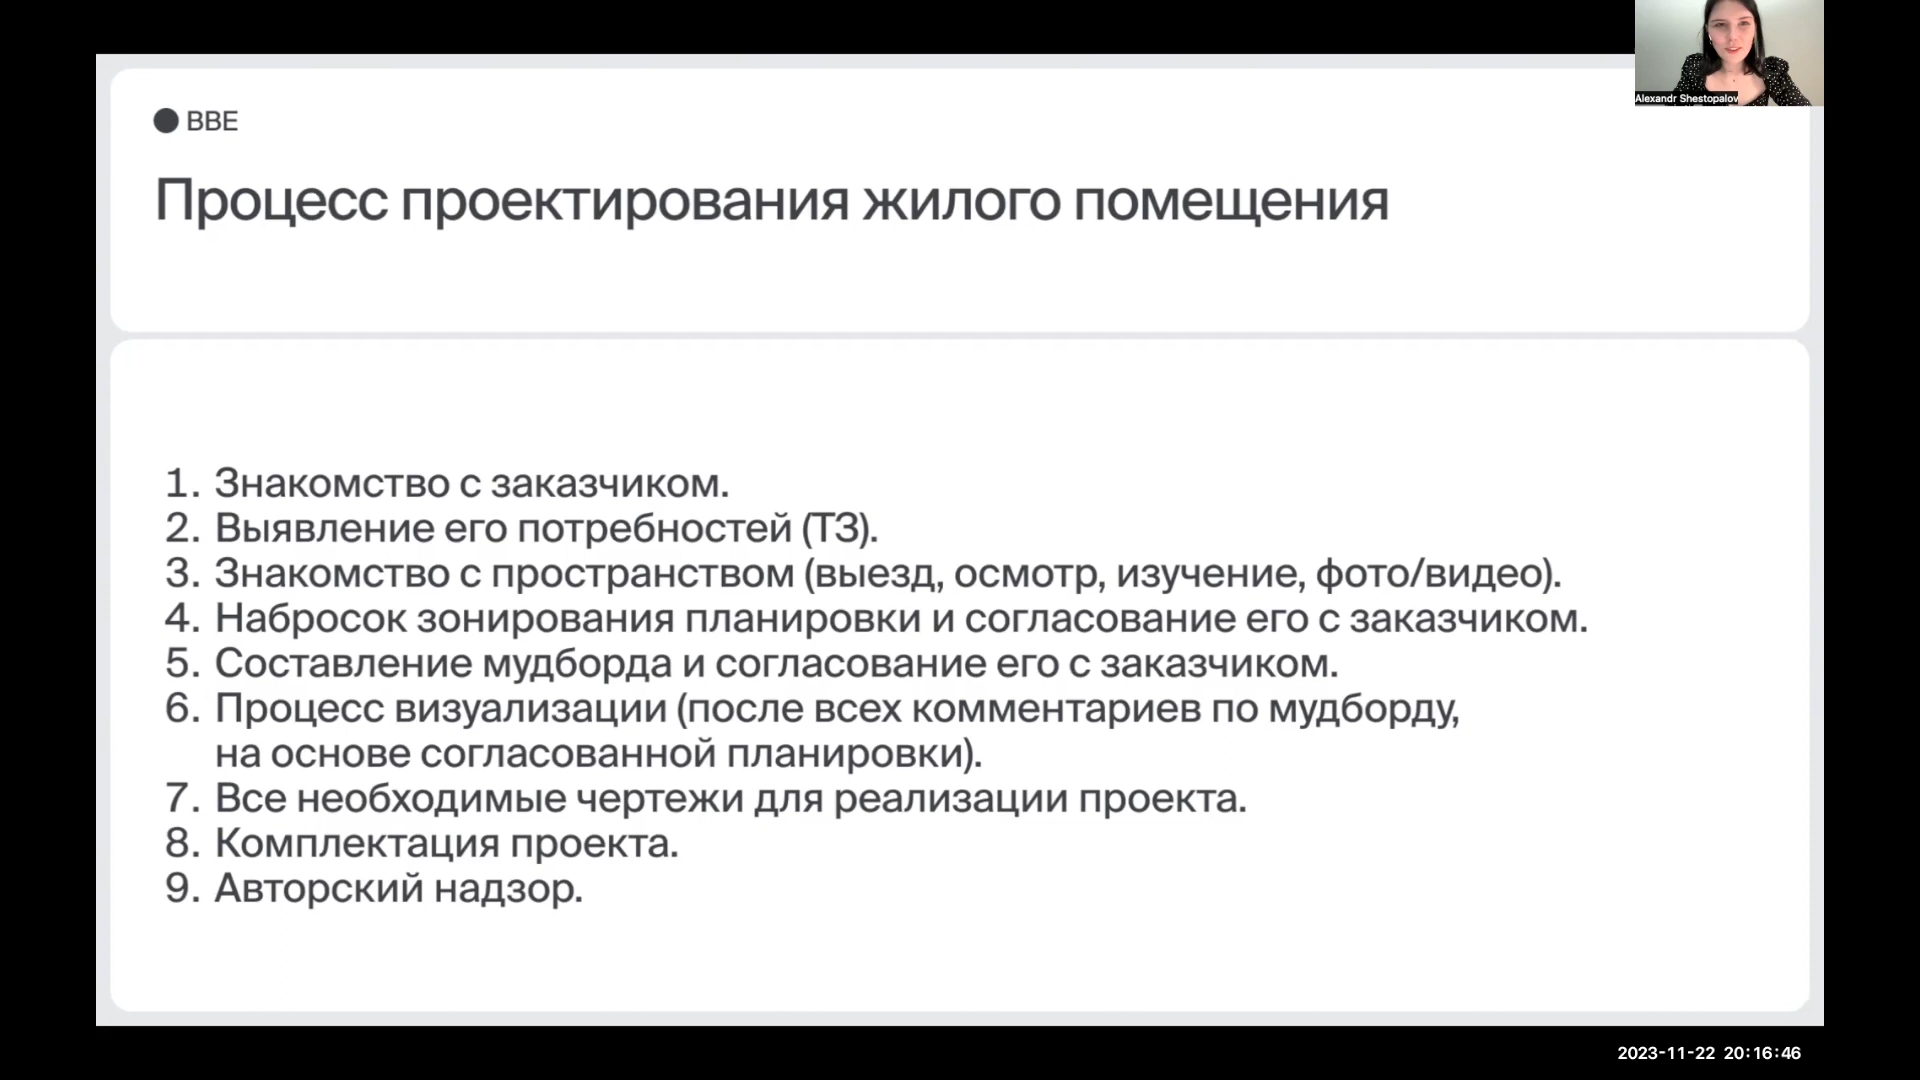 Alexandr Shestopalov
BBE
Процесс проектирования жилого помещения
1. Знакомство с заказчиком.
2. Выявление его потребностей (ТЗ).
3. Знакомство с пространством (выезд, осмотр, изучение, фото/видео).
4. Набросок зонирования планировки и согласование его с заказчиком.
5. Составление мудборда и согласование его с заказчиком.
6. Процесс визуализации (после всех комментариев по мудборду,
на основе согласованной планировки).
7. Все необходимые чертежи для реализации проекта.
8. Комплектация проекта.
9. Авторский надзор.
2023-11-22 20:16:46